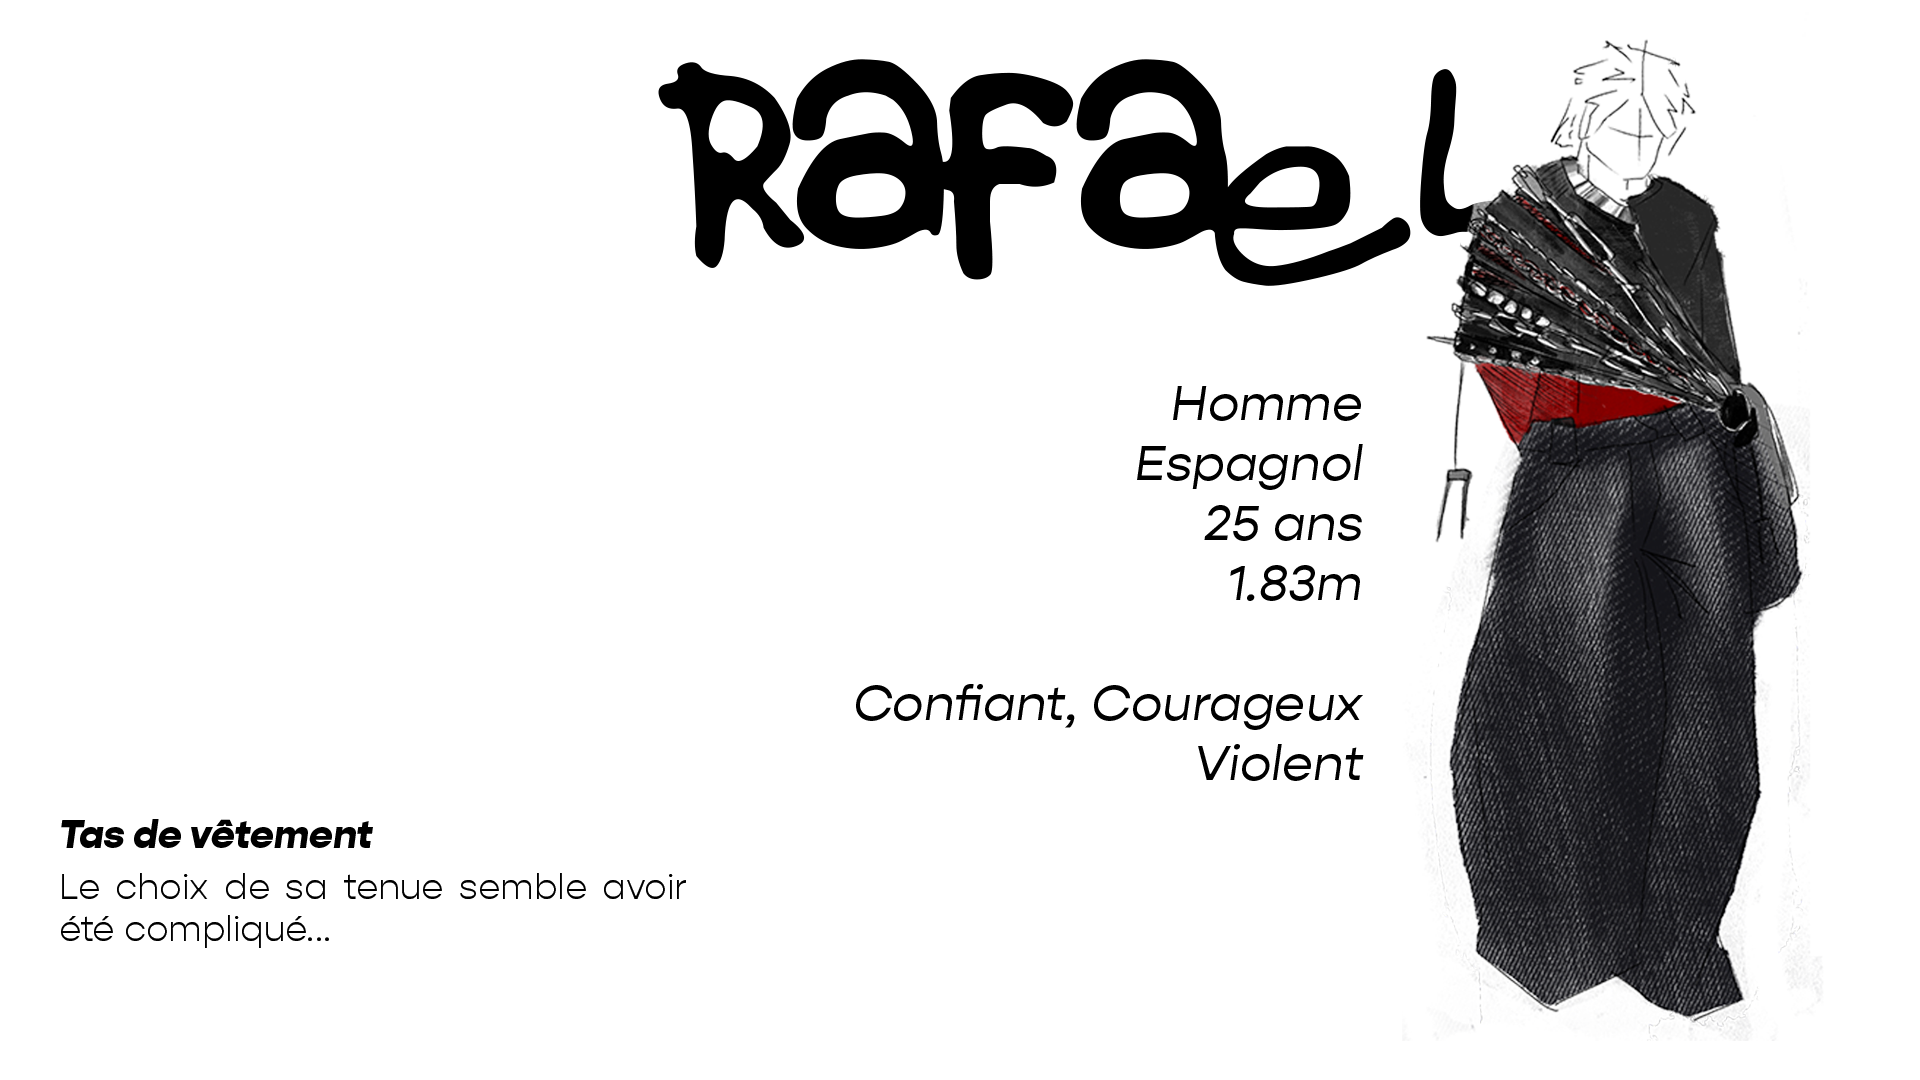 Rafael
Homme
Espagnol
25 ans
1.83m
Confiant, Courageux
Violent
Tas de vêtement
Le choix de sa tenue semble avoir
été compliqué...